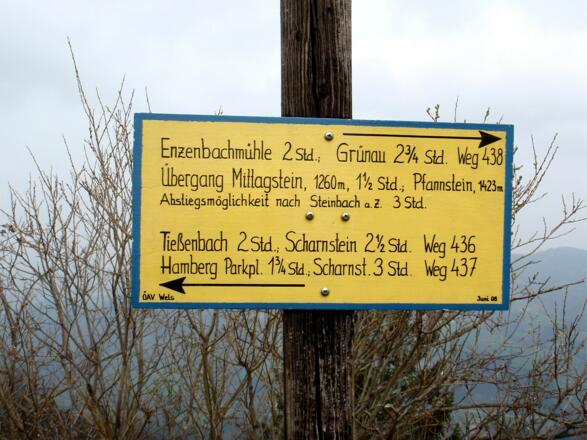 Enzenbachmühle 2 Std.; Grünau 2¾ Std. Weg 438
Übergang Mittagstein, 1260m, 1½ Std.; Pfannstein, 1423m
Abstiegsmöglichkeit nach Steinbach a.z. 3 Std.
Tießenbach 2 Std.; Scharnstein 2½ Std. Weg 436
Hamberg Parkpl. 1¾ Std.; Scharnst. 3 Std. Weg 437
ÖAV Wels Juni 06